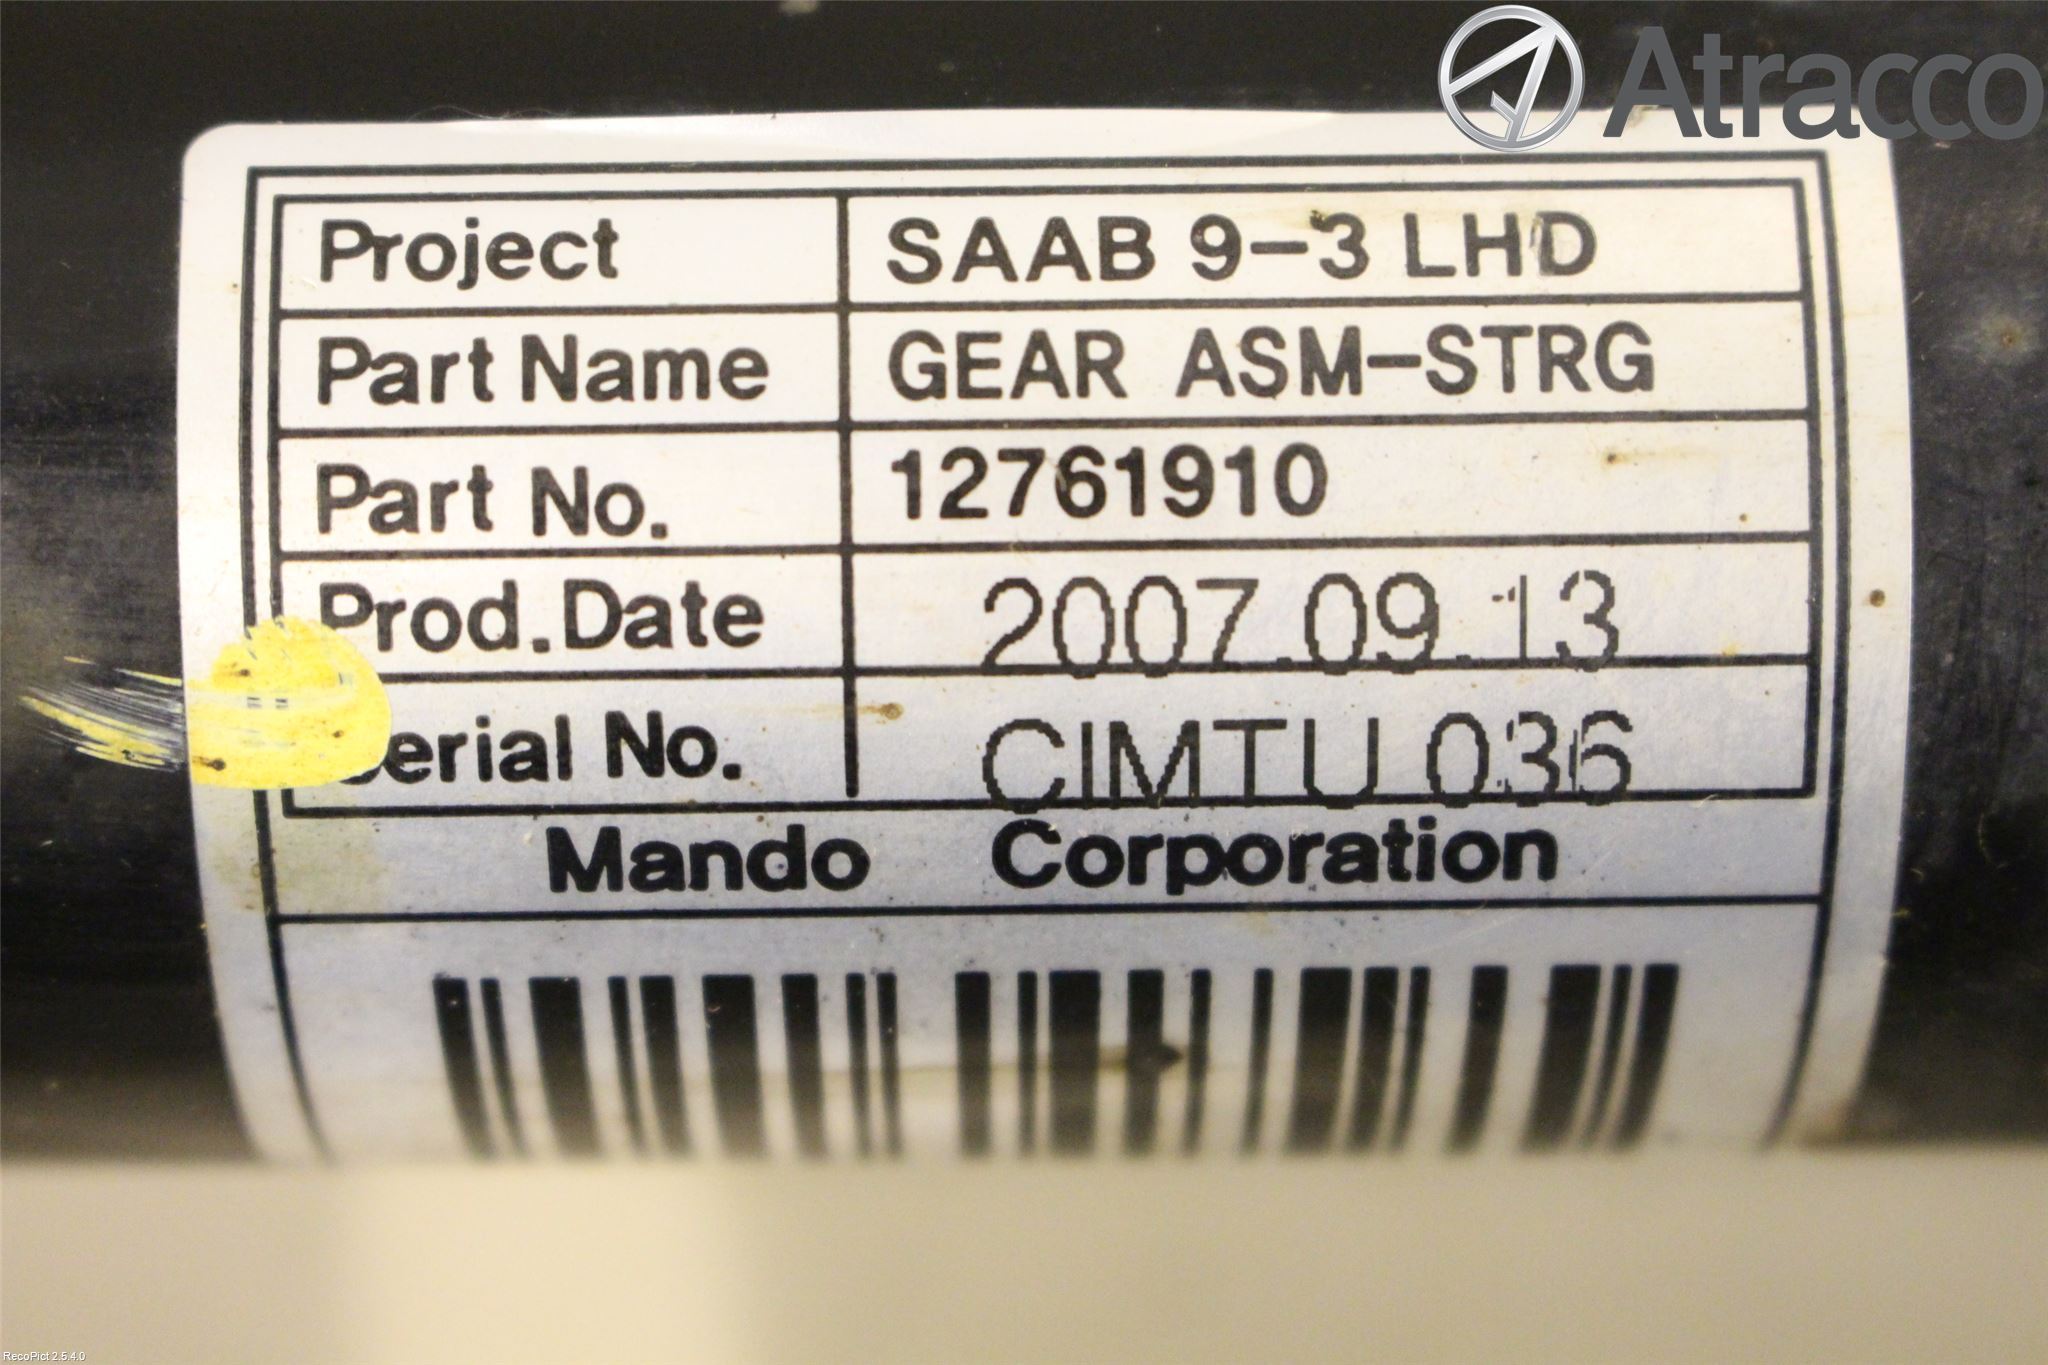 Atracco
Project SAAB 9-3 LHD
Part Name GEAR ASM-STRG
Part No. 12761910
Prod.Date 2007.09.13
Serial No. CIMTU 036
Mando Corporation
RecoPict 2.5.4.0